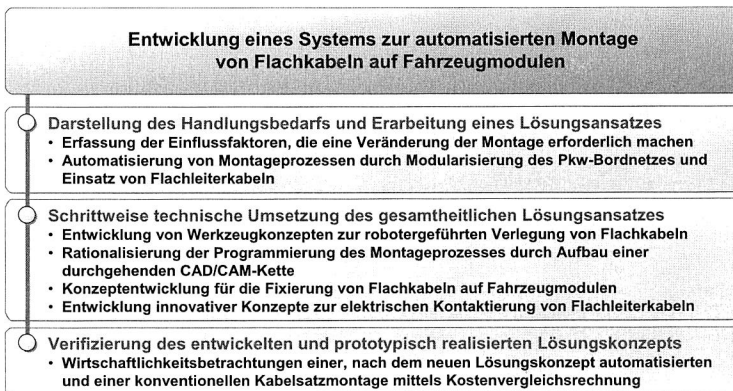 Entwicklung eines Systems zur automatisierten Montage
von Flachkabeln auf Fahrzeugmodulen
Darstellung des Handlungsbedarfs und Erarbeitung eines Lösungsansatzes
• Erfassung der Einflussfaktoren, die eine Veränderung der Montage erforderlich machen
• Automatisierung von Montageprozessen durch Modularisierung des Pkw-Bordnetzes und
Einsatz von Flachleiterkabeln
Schrittweise technische Umsetzung des gesamtheitlichen Lösungsansatzes
• Entwicklung von Werkzeugkonzepten zur robotergeführten Verlegung von Flachkabeln
• Rationalisierung der Programmierung des Montageprozesses durch Aufbau einer
durchgehenden CAD/CAM-Kette
• Konzeptentwicklung für die Fixierung von Flachkabeln auf Fahrzeugmodulen
• Entwicklung innovativer Konzepte zur elektrischen Kontaktierung von Flachleiterkabeln
Verifizierung des entwickelten und prototypisch realisierten Lösungskonzepts
• Wirtschaftlichkeitsbetrachtungen einer, nach dem neuen Lösungskonzept automatisierten
und einer konventionellen Kabelsatzmontage mittels Kostenvergleichsrechnung